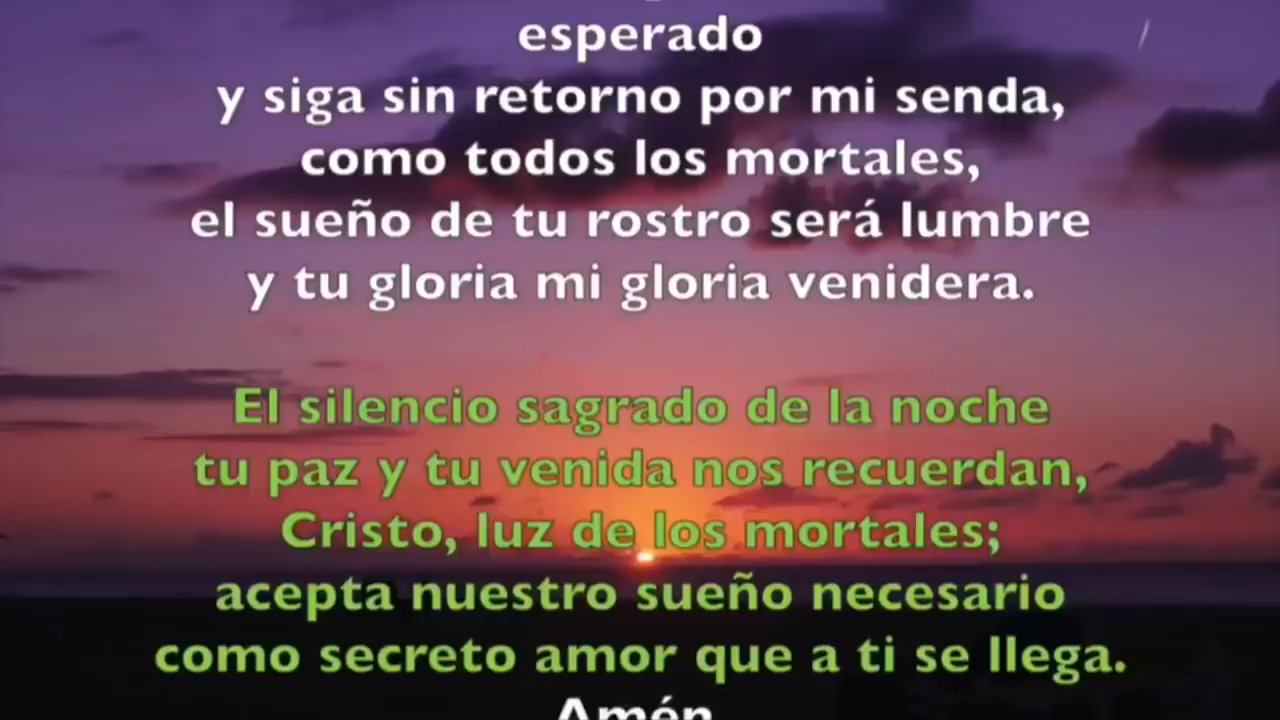 esperado
y siga sin retorno por mi senda,
como todos los mortales,
el sueño de tu rostro será lumbre
y tu gloria mi gloria venidera.
El silencio sagrado de la noche
tu paz y tu venida nos recuerdan,
Cristo, luz de los mortales;
acepta nuestro sueño necesario
como secreto amor que a ti se llega.
Amén